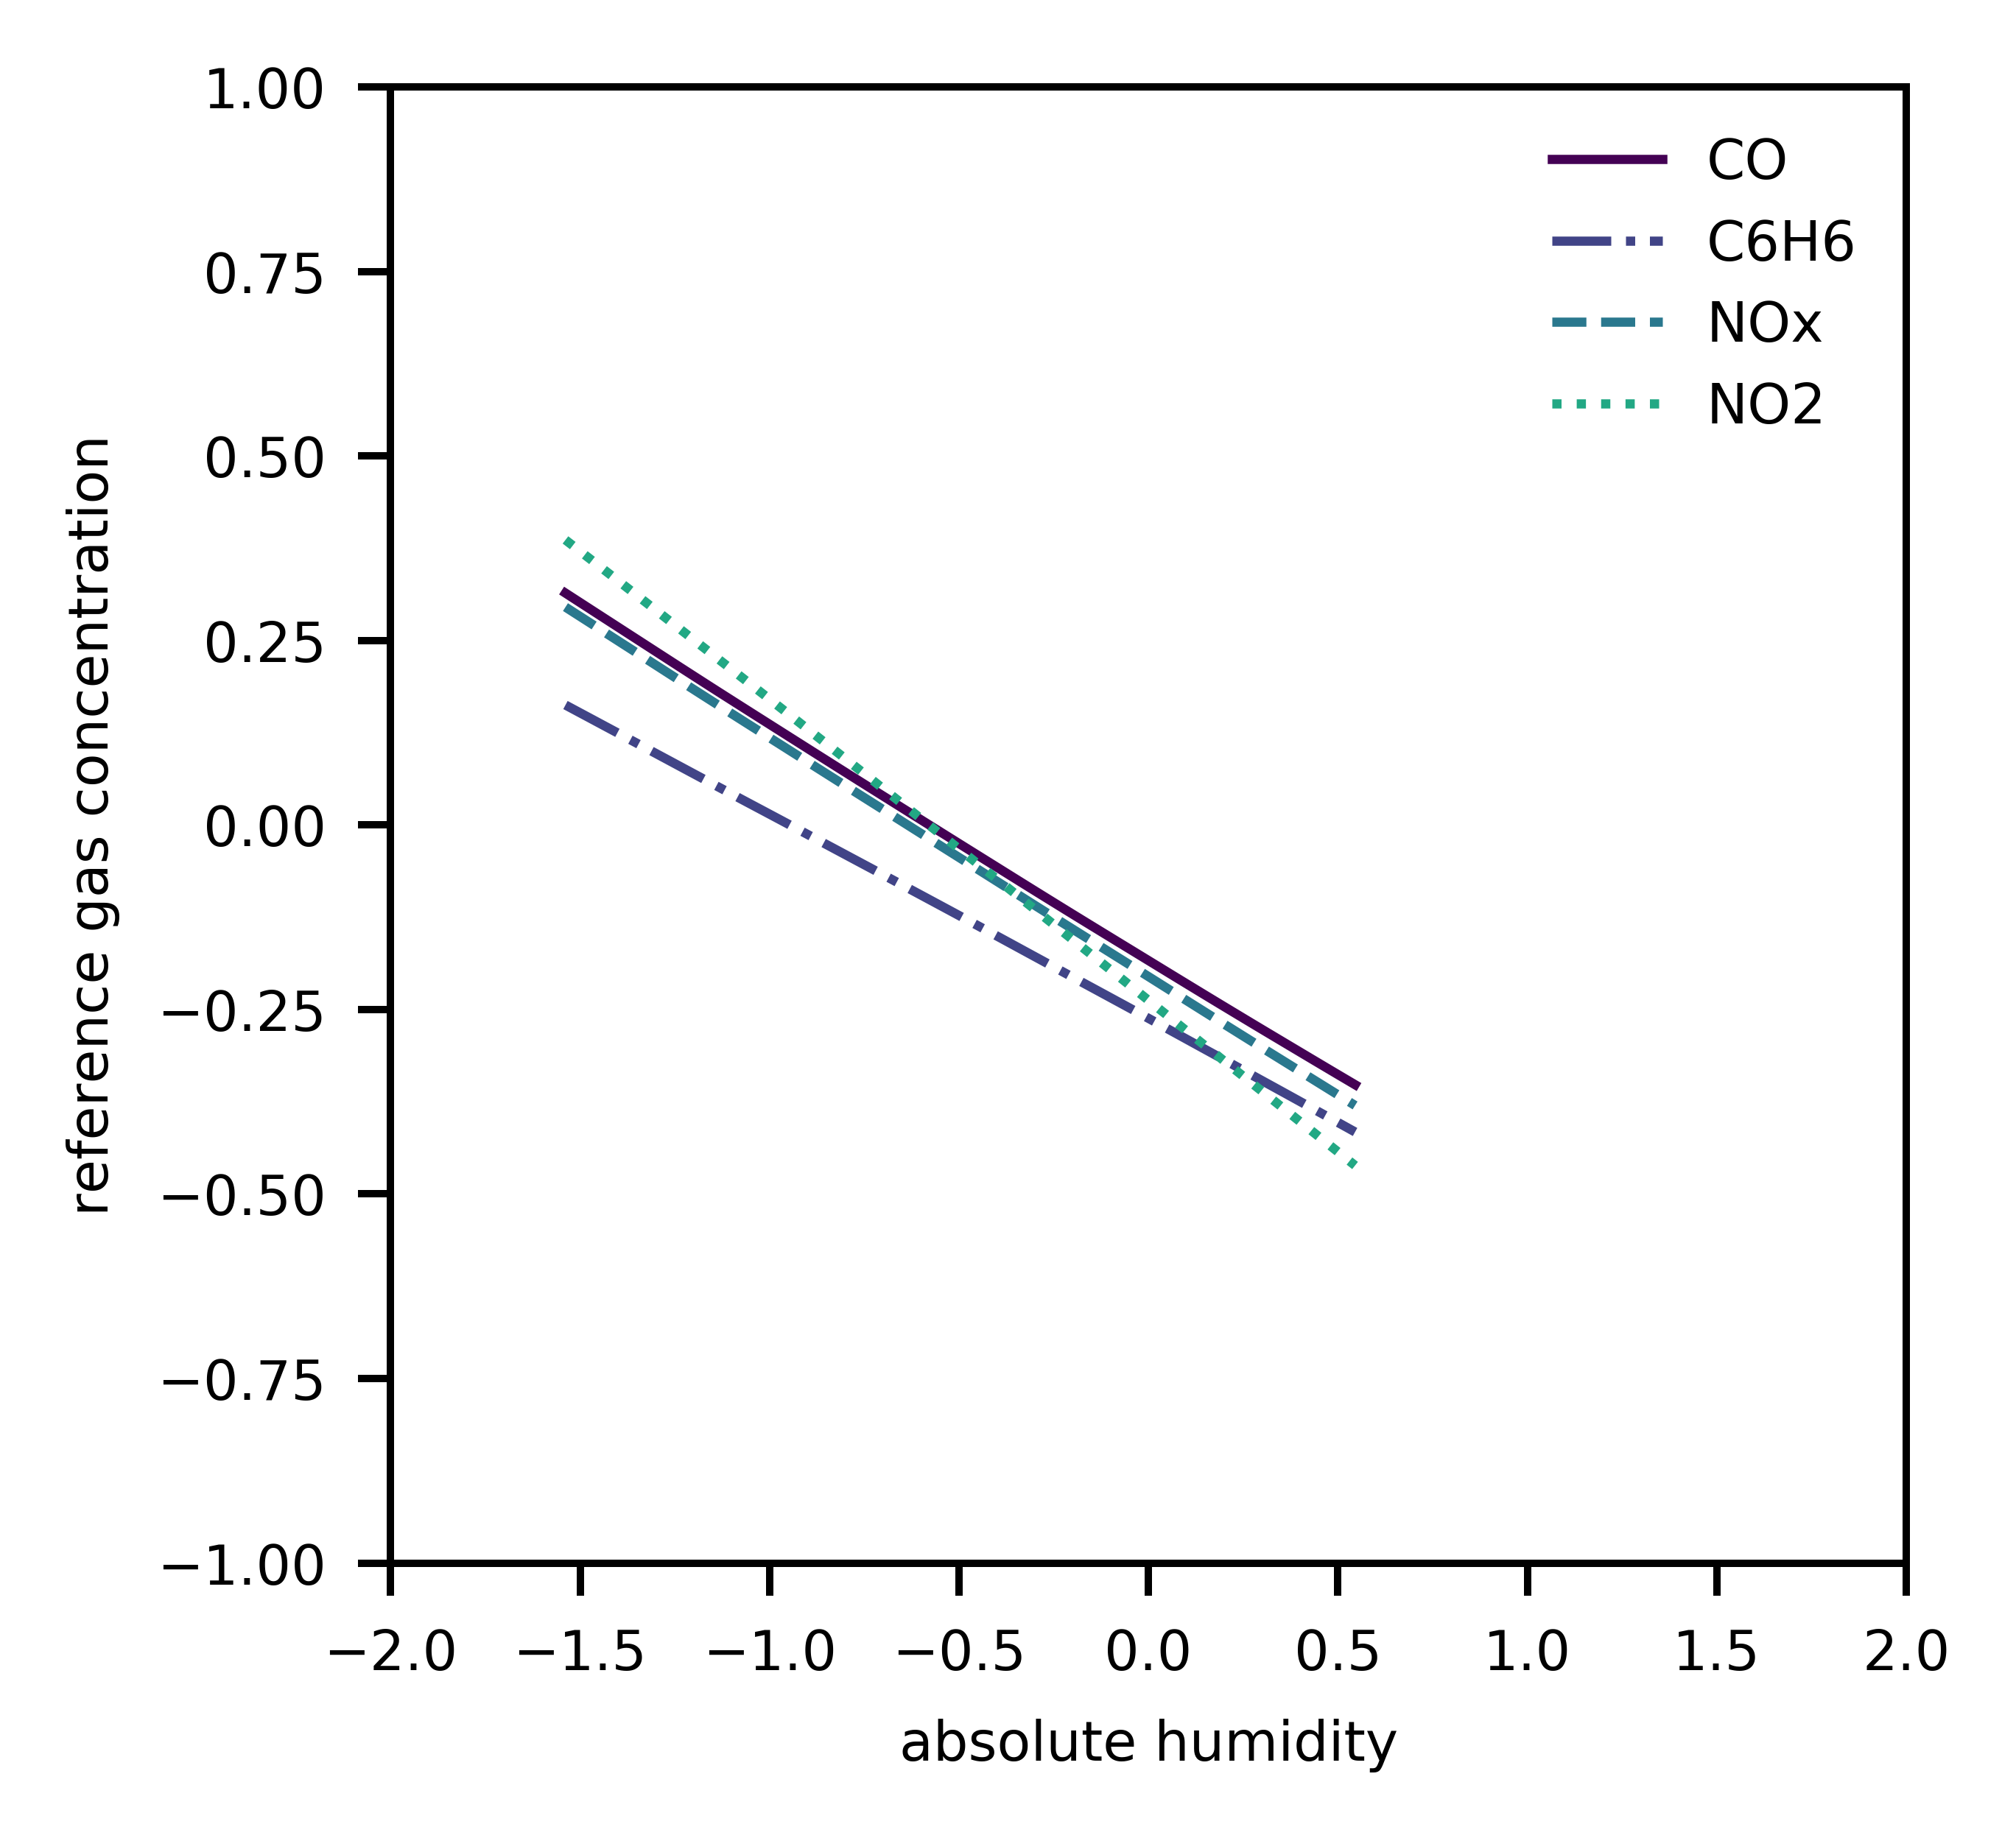 1.00
0.75
0.50
0.25
0.00
−0.25
−0.50
−0.75
−1.00
reference gas concentration
CO
C6H6
NOx
NO2
−2.0 −1.5 −1.0 −0.5 0.0 0.5 1.0 1.5 2.0
absolute humidity